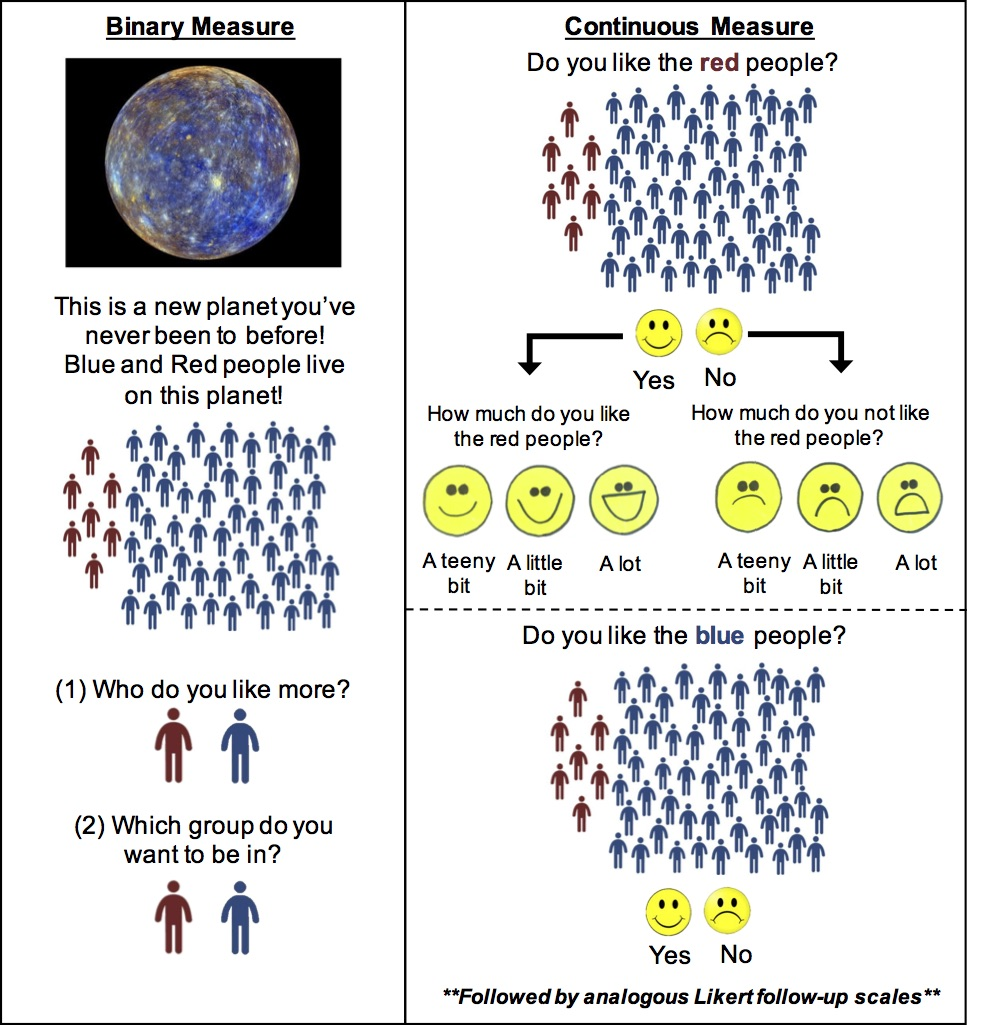 Binary Measure
This is a new planet you've
never been to before!
Blue and Red people live
on this planet!
(1) Who do you like more?
(2) Which group do you
want to be in?
Continuous Measure
Do you like the red people?
Yes No
How much do you like
the red people?
A teeny
bit
A little
bit
A lot
How much do you not like
the red people?
A teeny
bit
A little
bit
A lot
Do you like the blue people?
Yes No
**Followed by analogous Likert follow-up scales**